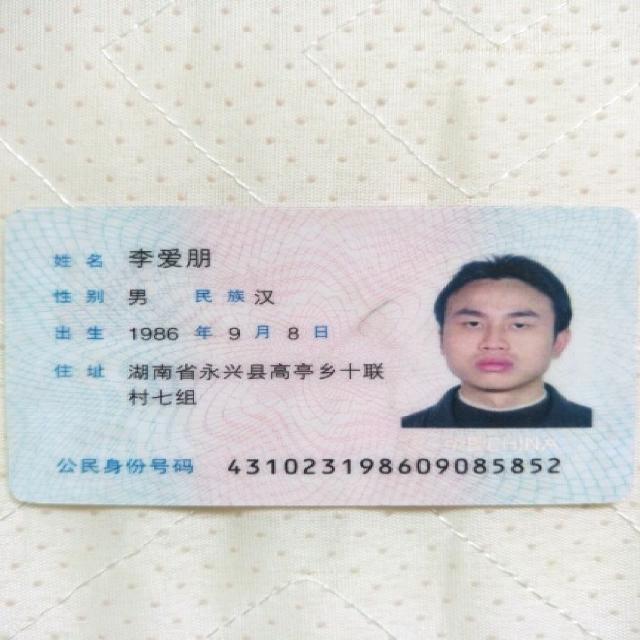 姓名 李爱朋
性别 男 民族 汉
出生 1986 年 9 月 8 日
住址 湖南省永兴县高亭乡十联
村七组
公民身份号码 431023198609085852